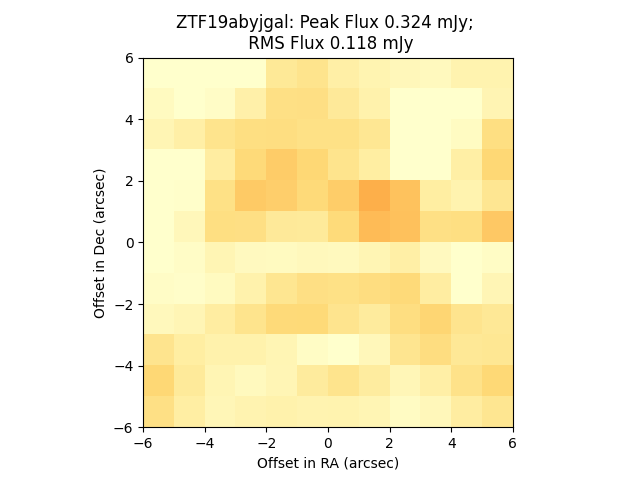 ZTF19abyjgal: Peak Flux 0.324 mJy;
RMS Flux 0.118 mJy
6
4
2
0
−2
−4
−6
Offset in Dec (arcsec)
−6 −4 −2 0 2 4 6
Offset in RA (arcsec)